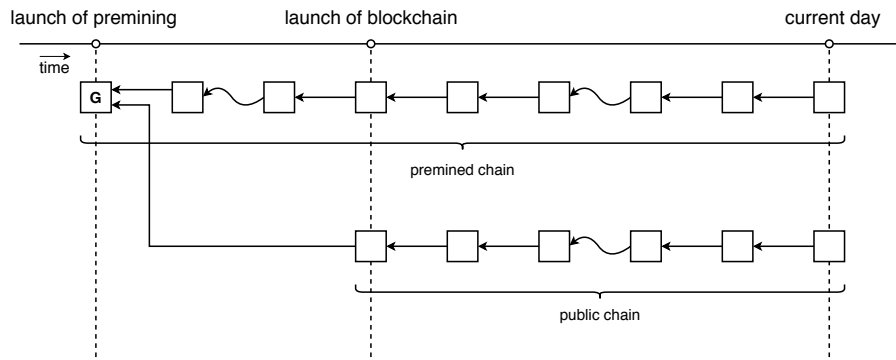 launch of premining
launch of blockchain
current day
time
G
premined chain
public chain